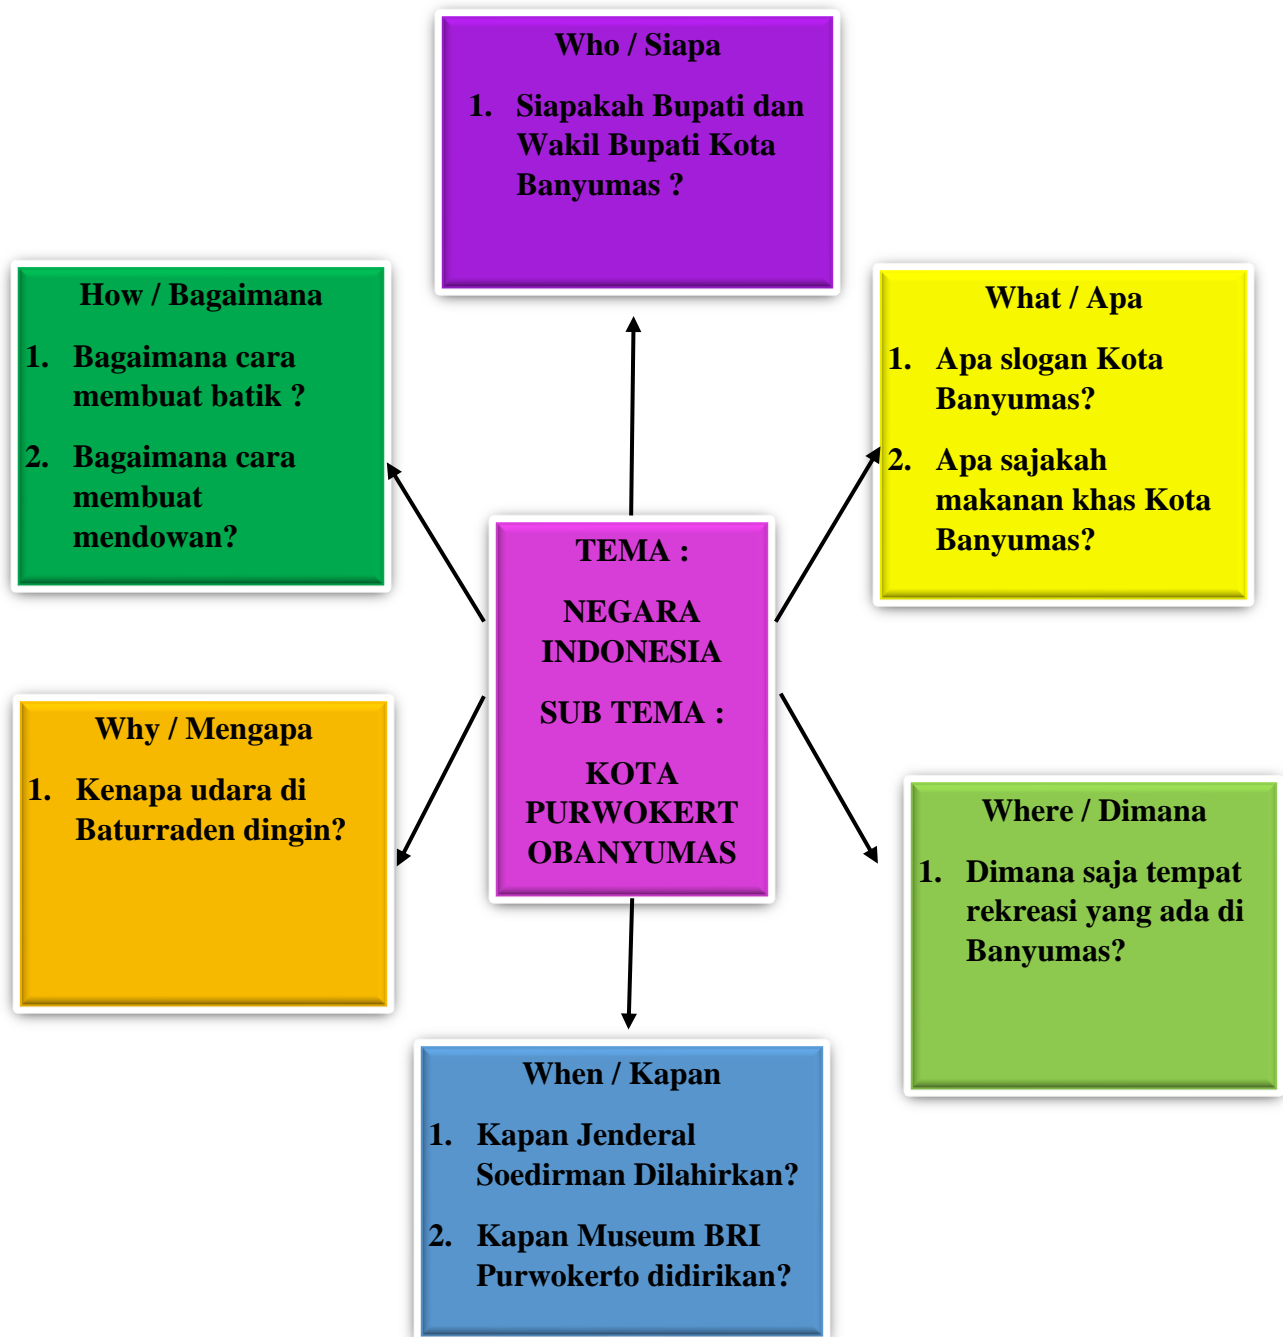 Who / Siapa
1. Siapakah Bupati dan
Wakil Bupati Kota
Banyumas ?
How / Bagaimana
1. Bagaimana cara
membuat batik ?
2. Bagaimana cara
membuat
mendowan?
What / Apa
1. Apa slogan Kota
Banyumas?
2. Apa sajakah
makanan khas Kota
Banyumas?
TEMA :
NEGARA
INDONESIA
SUB TEMA :
KOTA
PURWOKERT
OBANYUMAS
Why / Mengapa
1. Kenapa udara di
Baturraden dingin?
Where / Dimana
1. Dimana saja tempat
rekreasi yang ada di
Banyumas?
When / Kapan
1. Kapan Jenderal
Soedirman Dilahirkan?
2. Kapan Museum BRI
Purwokerto didirikan?